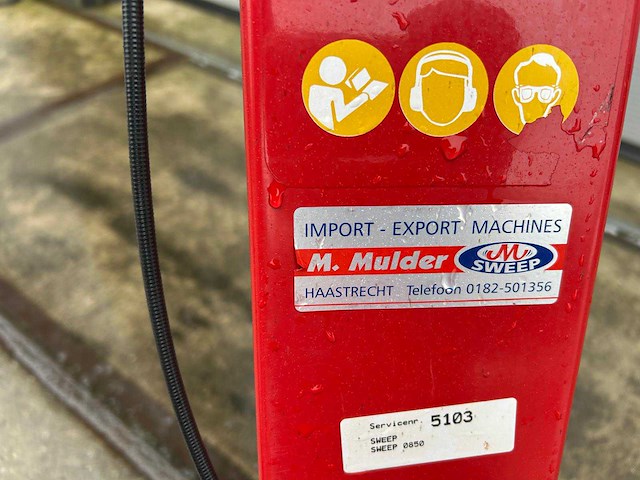 IMPORT - EXPORT MACHINES
M. Mulder M SWEEP
HAASTRECHT Telefoon 0182-501356
Servicenr. 5103
SWEEP
SWEEP 0850